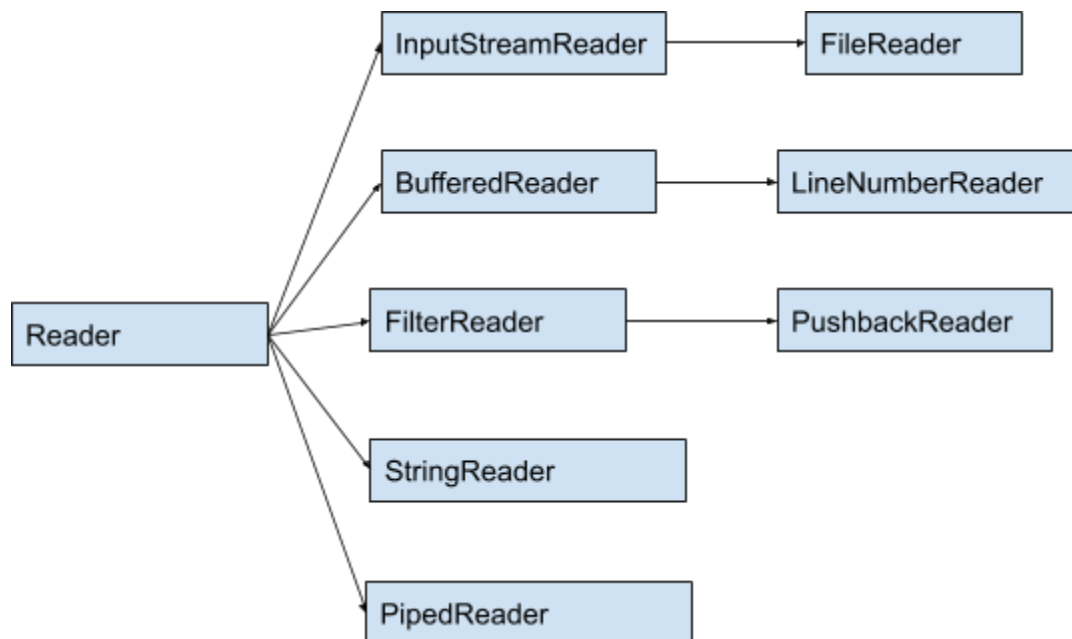 InputStreamReader
FileReader
BufferedReader
LineNumberReader
Reader
FilterReader
PushbackReader
StringReader
PipedReader